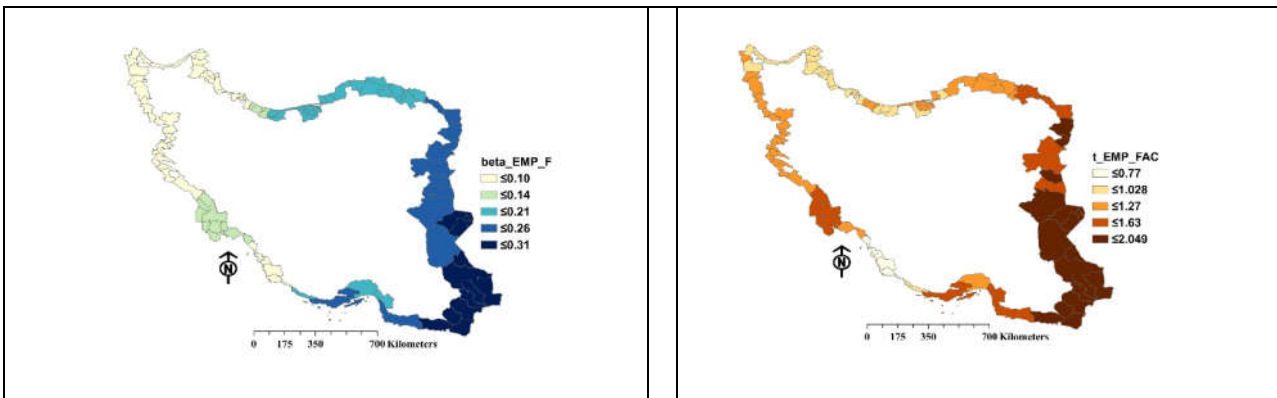 beta_EMP_F
≤0.10
≤0.14
≤0.21
≤0.26
≤0.31
N
0 175 350 700 Kilometers
t_EMP_FAC
≤0.77
≤1.028
≤1.27
≤1.63
≤2.049
N
0 175 350 700 Kilometers